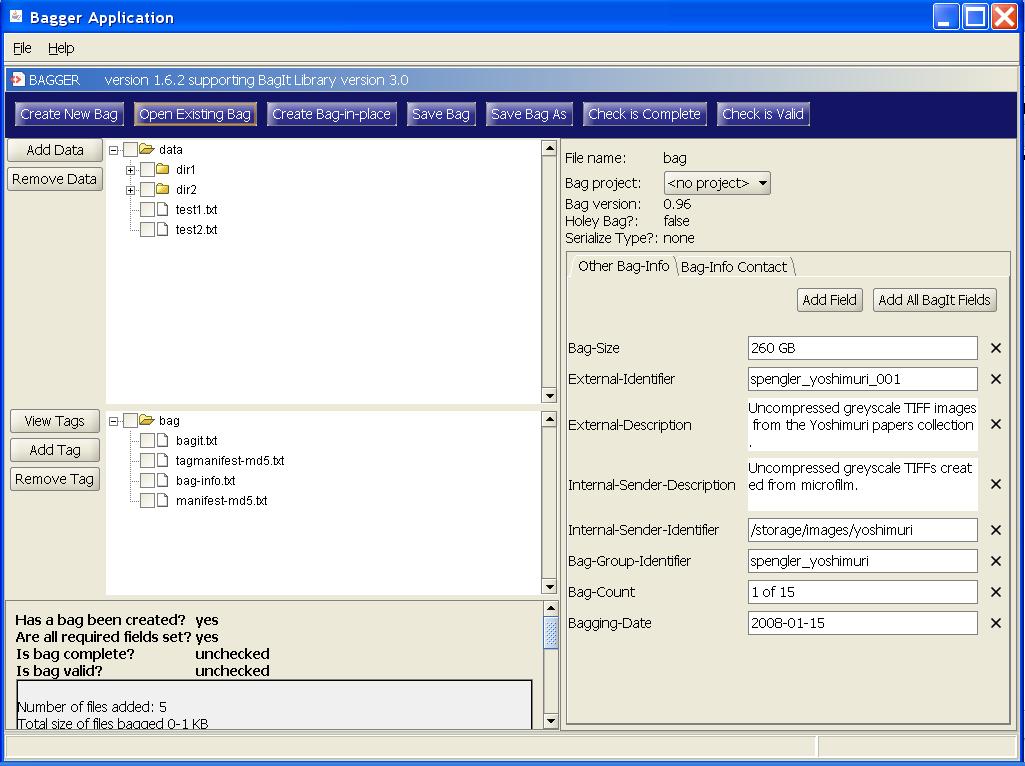 Bagger Application
File Help
BAGGER version 1.6.2 supporting BagIt Library version 3.0
Create New Bag Open Existing Bag Create Bag-in-place Save Bag Save Bag As Check is Complete Check is Valid
Add Data
Remove Data
data
dir1
dir2
test1.txt
test2.txt
View Tags
Add Tag
Remove Tag
bag
bagit.txt
tagmanifest-md5.txt
bag-info.txt
manifest-md5.txt
Has a bag been created? yes
Are all required fields set? yes
Is bag complete? unchecked
Is bag valid? unchecked
Number of files added: 5
Total size of files bagged 0-1 KB
File name: bag
Bag project: <no project>
Bag version: 0.96
Holey Bag?: false
Serialize Type?: none
Other Bag-Info Bag-Info Contact
Add Field Add All BagIt Fields
Bag-Size 260 GB
External-Identifier spengler_yoshimuri_001
External-Description Uncompressed greyscale TIFF images
from the Yoshimuri papers collection
.
Internal-Sender-Description Uncompressed greyscale TIFFs creat
ed from microfilm.
Internal-Sender-Identifier /storage/images/yoshimuri
Bag-Group-Identifier spengler_yoshimuri
Bag-Count 1 of 15
Bagging-Date 2008-01-15